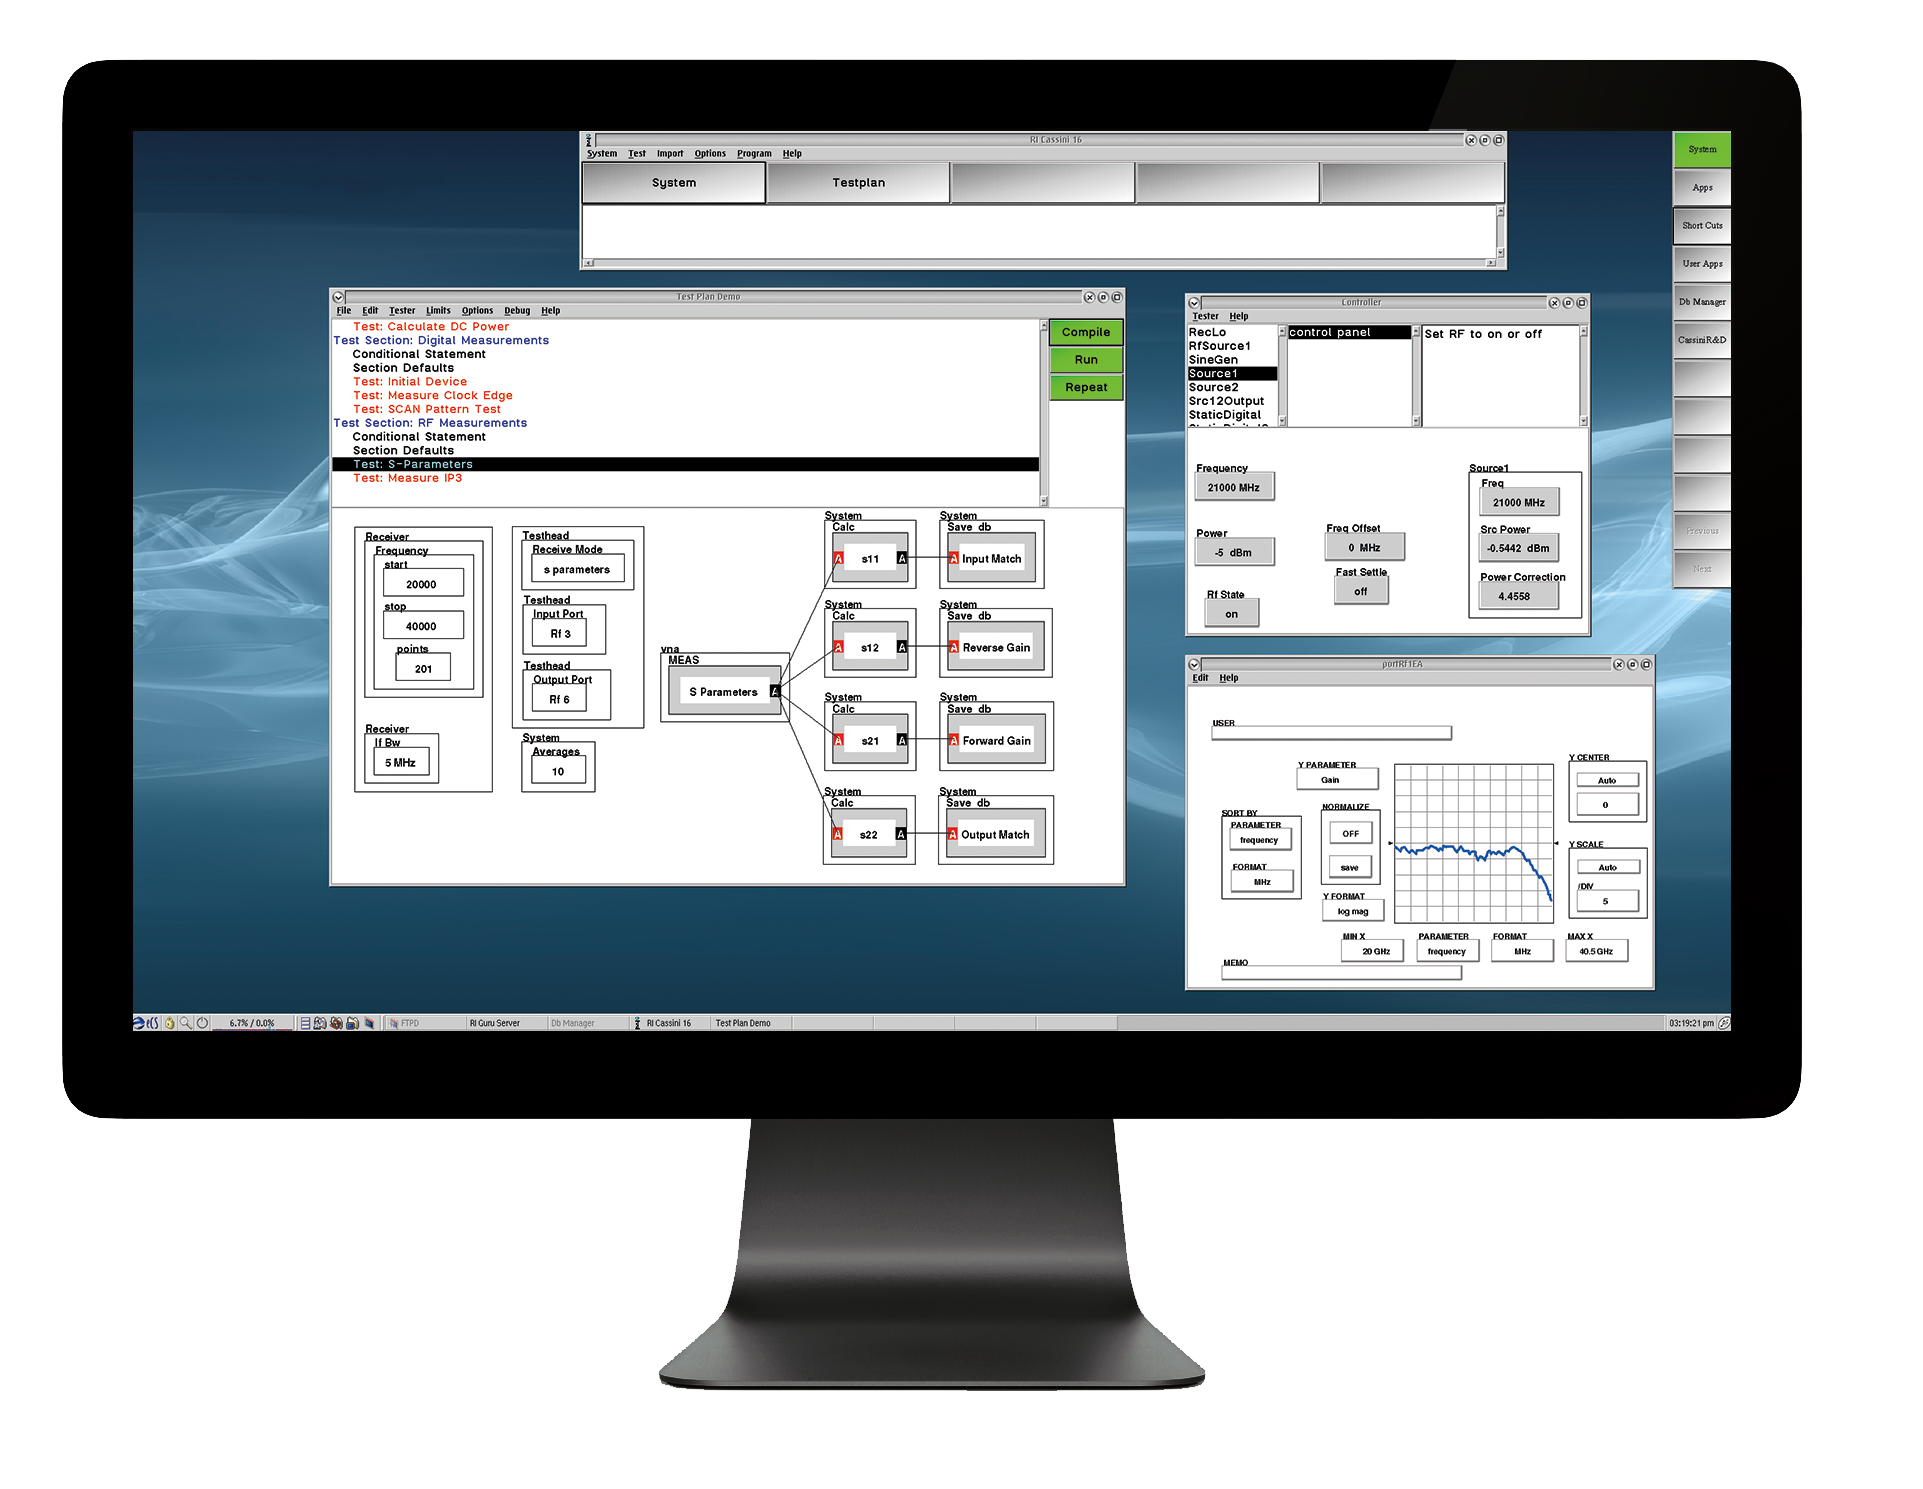 RI Cassini 16
System Test Import Options Program Help
System Testplan
System
Apps
Short Cuts
User Apps
Db Manager
CassiniR&D
Previous
Next
Test Plan Demo
File Edit Tester Limits Options Debug Help
Test: Calculate DC Power
Test Section: Digital Measurements
Conditional Statement
Section Defaults
Test: Initial Device
Test: Measure Clock Edge
Test: SCAN Pattern Test
Test Section: RF Measurements
Conditional Statement
Section Defaults
Test: S-Parameters
Test: Measure IP3
Compile
Run
Repeat
Receiver
Frequency
start
20000
stop
40000
points
201
Receiver
If Bw
5 MHz
Testhead
Receive Mode
s parameters
Testhead
Input Port
Rf 3
Testhead
Output Port
Rf 6
System
Averages
10
vna
MEAS
S Parameters A
System
Calc
A s11 A
System
Save db
A Input Match
System
Calc
A s12 A
System
Save db
A Reverse Gain
System
Calc
A s21 A
System
Save db
A Forward Gain
System
Calc
A s22 A
System
Save db
A Output Match
Controller
Tester Help
RecLo
RfSource1
SineGen
Source1
Source2
Src12Output
StaticDigital
control panel
Set RF to on or off
Frequency
21000 MHz
Power
-5 dBm
Rf State
on
Freq Offset
0 MHz
Fast Settle
off
Source1
Freq
21000 MHz
Src Power
-0.5442 dBm
Power Correction
4.4558
portRf1EA
Edit Help
USER
Y PARAMETER
Gain
SORT BY
PARAMETER
frequency
FORMAT
MHz
NORMALIZE
OFF
save
Y FORMAT
log mag
Y CENTER
Auto
0
Y SCALE
Auto
/DIV
5
MIN X
20 GHz
PARAMETER
frequency
FORMAT
MHz
MAX X
40.5 GHz
MEMO
6.7% / 0.0% FTPD RI Guru Server Db Manager RI Cassini 16 Test Plan Demo 03:19:21 pm